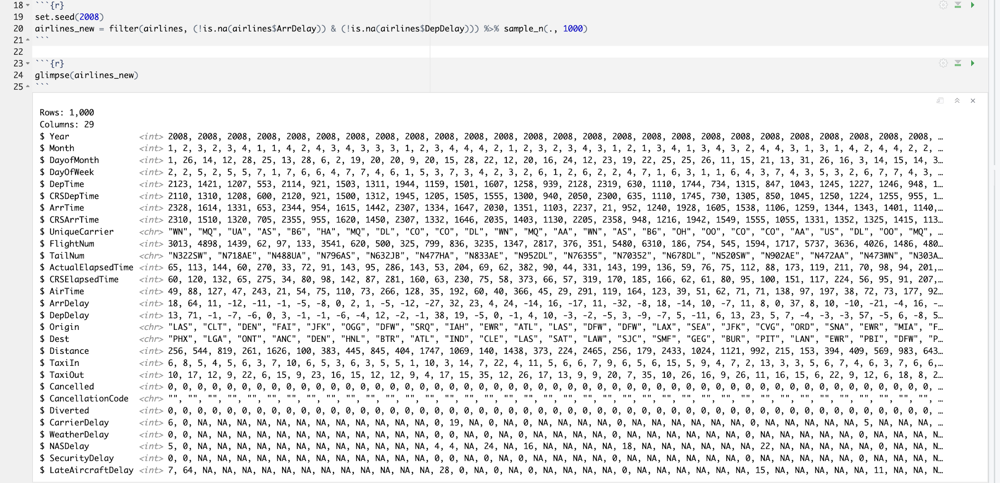 18 ```{r}
19 set.seed(2008)
20 airlines_new = filter(airlines, (!is.na(airlines$ArrDelay)) & (!is.na(airlines$DepDelay))) %>% sample_n(., 1000)
21 ```
22
23 ```{r}
24 glimpse(airlines_new)
25 ```
Rows: 1,000
Columns: 29
$ Year <int> 2008, 2008, 2008, 2008, 2008, 2008, 2008, 2008, 2008, 2008, 2008, 2008, 2008, 2008, 2008, 2008, 2008, 2008, 2008, 2008, 2008, 2008, 2008, 2008, 2008, 2008, …
$ Month <int> 1, 2, 3, 2, 3, 4, 1, 1, 4, 2, 4, 3, 4, 3, 3, 3, 1, 2, 3, 4, 4, 4, 2, 1, 2, 3, 2, 3, 4, 3, 1, 2, 1, 3, 4, 1, 3, 4, 3, 2, 4, 4, 3, 1, 3, 1, 4, 2, 4, 4, 2, 2, …
$ DayofMonth <int> 1, 26, 14, 12, 28, 25, 13, 28, 6, 2, 19, 20, 20, 9, 20, 15, 28, 22, 12, 20, 16, 24, 12, 23, 19, 22, 25, 25, 26, 11, 15, 21, 13, 31, 26, 16, 3, 14, 15, 14, 3…
$ DayOfWeek <int> 2, 2, 5, 2, 5, 5, 7, 1, 7, 6, 6, 4, 7, 7, 4, 6, 1, 5, 3, 7, 3, 4, 2, 3, 2, 6, 1, 2, 6, 2, 2, 4, 7, 1, 6, 3, 1, 1, 6, 4, 3, 7, 4, 3, 5, 3, 2, 6, 7, 7, 4, 3, …
$ DepTime <int> 2123, 1421, 1207, 553, 2114, 921, 1503, 1311, 1944, 1159, 1501, 1607, 1258, 939, 2128, 2319, 630, 1110, 1744, 734, 1315, 847, 1043, 1245, 1227, 1246, 948, 1…
$ CRSDepTime <int> 2110, 1310, 1208, 600, 2120, 921, 1500, 1312, 1945, 1205, 1505, 1555, 1300, 940, 2050, 2300, 635, 1110, 1745, 730, 1305, 850, 1045, 1250, 1224, 1255, 955, 1…
$ ArrTime <int> 2328, 1614, 1331, 653, 2344, 954, 1615, 1442, 2307, 1334, 1647, 2030, 1351, 1103, 2237, 21, 952, 1240, 1928, 1605, 1538, 1106, 1259, 1344, 1343, 1401, 1140,…
$ CRSArrTime <int> 2310, 1510, 1320, 705, 2355, 955, 1620, 1450, 2307, 1332, 1646, 2035, 1403, 1130, 2205, 2358, 948, 1216, 1942, 1549, 1555, 1055, 1331, 1352, 1325, 1415, 113…
$ UniqueCarrier <chr> "WN", "MQ", "UA", "AS", "B6", "HA", "MQ", "DL", "CO", "CO", "DL", "WN", "MQ", "AA", "WN", "AS", "B6", "OH", "OO", "CO", "CO", "AA", "US", "DL", "OO", "MQ", …
$ FlightNum <int> 3013, 4898, 1439, 62, 97, 133, 3541, 620, 500, 325, 799, 836, 3235, 1347, 2817, 376, 351, 5480, 6310, 186, 754, 545, 1594, 1717, 5737, 3636, 4026, 1486, 480…
$ TailNum <chr> "N322SW", "N718AE", "N488UA", "N796AS", "N632JB", "N477HA", "N833AE", "N952DL", "N76355", "N70352", "N678DL", "N520SW", "N902AE", "N472AA", "N473WN", "N303A…
$ ActualElapsedTime <int> 65, 113, 144, 60, 270, 33, 72, 91, 143, 95, 286, 143, 53, 204, 69, 62, 382, 90, 44, 331, 143, 199, 136, 59, 76, 75, 112, 88, 173, 119, 211, 70, 98, 94, 201,…
$ CRSElapsedTime <int> 60, 120, 132, 65, 275, 34, 80, 98, 142, 87, 281, 160, 63, 230, 75, 58, 373, 66, 57, 319, 170, 185, 166, 62, 61, 80, 95, 100, 151, 117, 224, 56, 95, 91, 207,…
$ AirTime <int> 49, 88, 127, 47, 243, 21, 54, 75, 110, 73, 266, 128, 35, 192, 60, 40, 366, 45, 29, 291, 119, 164, 123, 39, 51, 62, 71, 71, 138, 97, 197, 38, 72, 73, 177, 92…
$ ArrDelay <int> 18, 64, 11, -12, -11, -1, -5, -8, 0, 2, 1, -5, -12, -27, 32, 23, 4, 24, -14, 16, -17, 11, -32, -8, 18, -14, 10, -7, 11, 8, 0, 37, 8, 10, -10, -21, -4, 16, -…
$ DepDelay <int> 13, 71, -1, -7, -6, 0, 3, -1, -1, -6, -4, 12, -2, -1, 38, 19, -5, 0, -1, 4, 10, -3, -2, -5, 3, -9, -7, 5, -11, 6, 13, 23, 5, 7, -4, -3, -3, 57, -5, 6, -8, 5…
$ Origin <chr> "LAS", "CLT", "DEN", "FAI", "JFK", "OGG", "DFW", "SRQ", "IAH", "EWR", "ATL", "LAS", "DFW", "DFW", "LAX", "SEA", "JFK", "CVG", "ORD", "SNA", "EWR", "MIA", "F…
$ Dest <chr> "PHX", "LGA", "ONT", "ANC", "DEN", "HNL", "BTR", "ATL", "IND", "CLE", "LAS", "SAT", "LAW", "SJC", "SMF", "GEG", "BUR", "PIT", "LAN", "EWR", "PBI", "DFW", "P…
$ Distance <int> 256, 544, 819, 261, 1626, 100, 383, 445, 845, 404, 1747, 1069, 140, 1438, 373, 224, 2465, 256, 179, 2433, 1024, 1121, 992, 215, 153, 394, 409, 569, 983, 643…
$ TaxiIn <int> 6, 8, 5, 4, 5, 6, 3, 7, 10, 6, 5, 3, 6, 3, 5, 5, 1, 10, 3, 14, 7, 22, 4, 11, 5, 6, 6, 7, 9, 6, 5, 6, 15, 5, 9, 4, 7, 2, 13, 3, 3, 5, 6, 7, 4, 6, 3, 7, 6, 6,…
$ TaxiOut <int> 10, 17, 12, 9, 22, 6, 15, 9, 23, 16, 15, 12, 12, 9, 4, 17, 15, 35, 12, 26, 17, 13, 9, 9, 20, 7, 35, 10, 26, 16, 9, 26, 11, 16, 15, 6, 22, 9, 12, 6, 18, 8, 2…
$ Cancelled <int> 0, 0, 0, 0, 0, 0, 0, 0, 0, 0, 0, 0, 0, 0, 0, 0, 0, 0, 0, 0, 0, 0, 0, 0, 0, 0, 0, 0, 0, 0, 0, 0, 0, 0, 0, 0, 0, 0, 0, 0, 0, 0, 0, 0, 0, 0, 0, 0, 0, 0, 0, 0, …
$ CancellationCode <chr> "", "", "", "", "", "", "", "", "", "", "", "", "", "", "", "", "", "", "", "", "", "", "", "", "", "", "", "", "", "", "", "", "", "", "", "", "", "", "", …
$ Diverted <int> 0, 0, 0, 0, 0, 0, 0, 0, 0, 0, 0, 0, 0, 0, 0, 0, 0, 0, 0, 0, 0, 0, 0, 0, 0, 0, 0, 0, 0, 0, 0, 0, 0, 0, 0, 0, 0, 0, 0, 0, 0, 0, 0, 0, 0, 0, 0, 0, 0, 0, 0, 0, …
$ CarrierDelay <int> 6, 0, NA, NA, NA, NA, NA, NA, NA, NA, NA, NA, NA, NA, 0, 19, NA, 0, NA, 0, NA, NA, NA, NA, 0, NA, NA, NA, NA, NA, NA, 0, NA, NA, NA, NA, NA, 5, NA, NA, NA, …
$ WeatherDelay <int> 0, 0, NA, NA, NA, NA, NA, NA, NA, NA, NA, NA, NA, NA, 0, 0, NA, 0, NA, 0, NA, NA, NA, NA, 0, NA, NA, NA, NA, NA, NA, 0, NA, NA, NA, NA, NA, 0, NA, NA, NA, N…
$ NASDelay <int> 5, 0, NA, NA, NA, NA, NA, NA, NA, NA, NA, NA, NA, NA, 4, 4, NA, 24, NA, 16, NA, NA, NA, NA, 18, NA, NA, NA, NA, NA, NA, 22, NA, NA, NA, NA, NA, 0, NA, NA, N…
$ SecurityDelay <int> 0, 0, NA, NA, NA, NA, NA, NA, NA, NA, NA, NA, NA, NA, 0, 0, NA, 0, NA, 0, NA, NA, NA, NA, 0, NA, NA, NA, NA, NA, NA, 0, NA, NA, NA, NA, NA, 0, NA, NA, NA, N…
$ LateAircraftDelay <int> 7, 64, NA, NA, NA, NA, NA, NA, NA, NA, NA, NA, NA, NA, 28, 0, NA, 0, NA, 0, NA, NA, NA, NA, 0, NA, NA, NA, NA, NA, NA, 15, NA, NA, NA, NA, NA, 11, NA, NA, N…